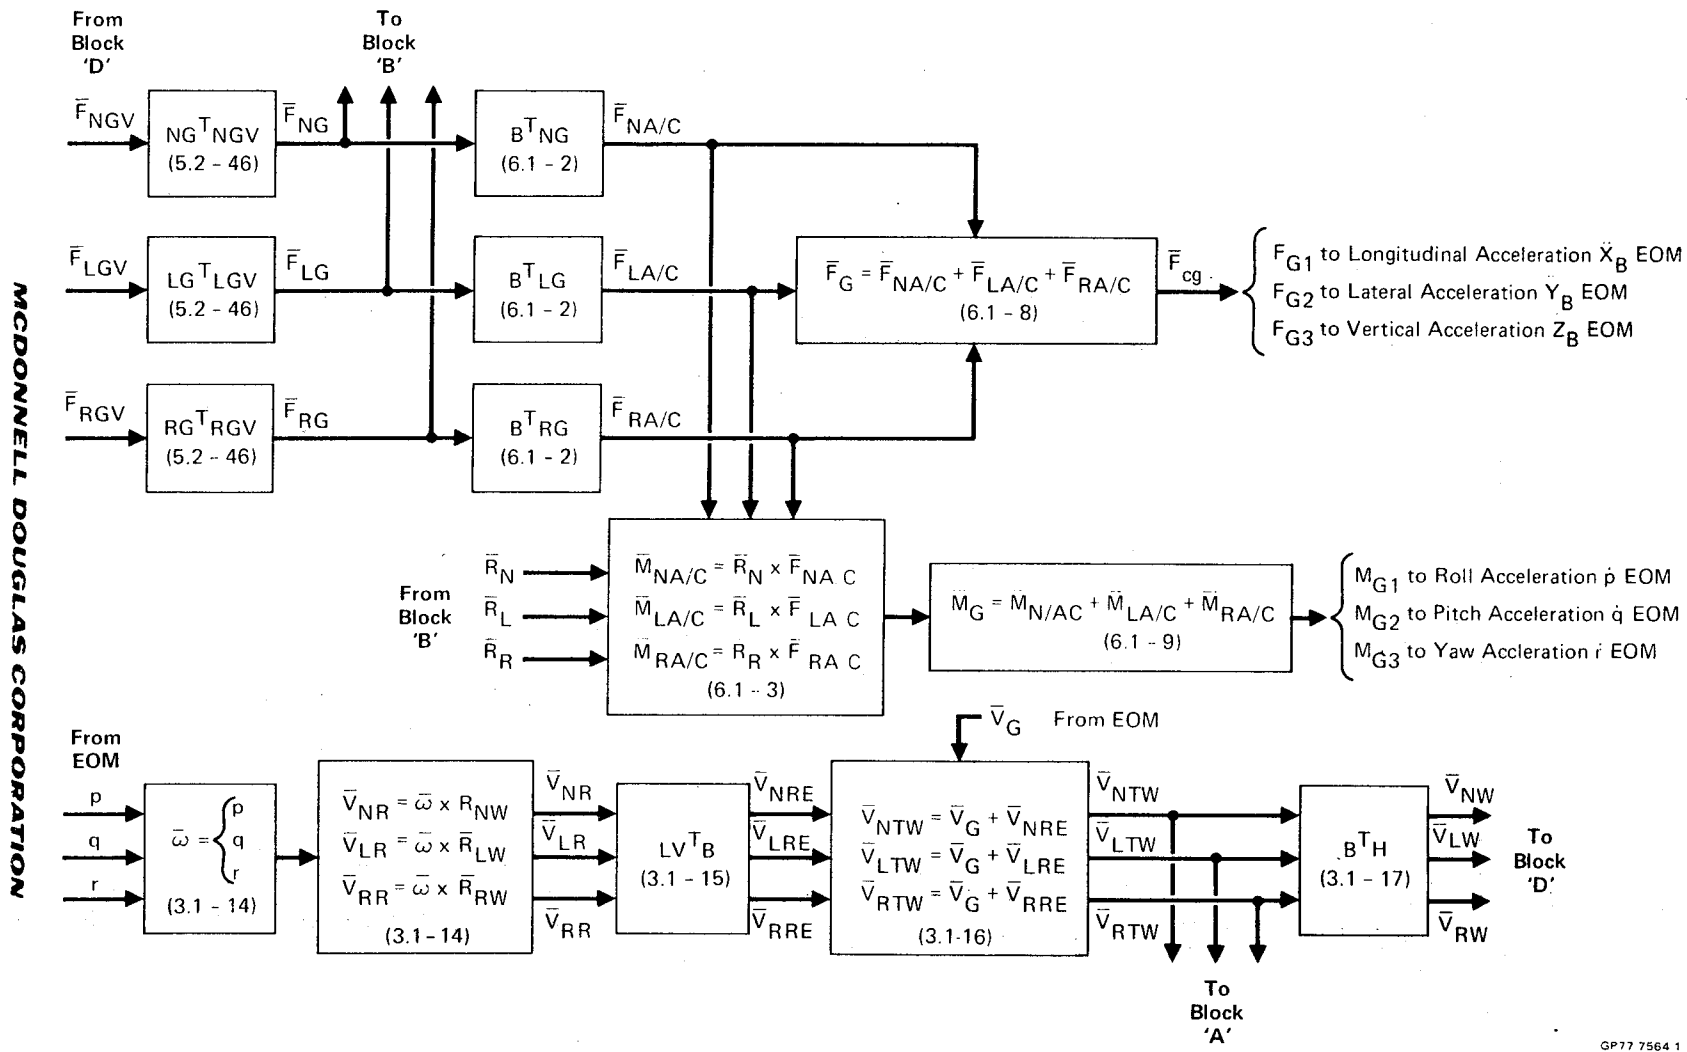 From
Block
'D'
To
Block
'B'
F̄NGV
NGTNGV
(5.2 - 46)
F̄NG
BTNG
(6.1 - 2)
F̄NA/C
F̄LGV
LGTLGV
(5.2 - 46)
F̄LG
BTLG
(6.1 - 2)
F̄LA/C
F̄G = F̄NA/C + F̄LA/C + F̄RA/C
(6.1 - 8)
F̄cg
FG1 to Longitudinal Acceleration ẌB EOM
FG2 to Lateral Acceleration YB EOM
FG3 to Vertical Acceleration ZB EOM
F̄RGV
RGTRGV
(5.2 - 46)
F̄RG
BTRG
(6.1 - 2)
F̄RA/C
From
Block
'B'
R̄N
R̄L
R̄R
M̄NA/C = R̄N x F̄NA C
M̄LA/C = R̄L x F̄LA C
M̄RA/C = RR x F̄RA C
(6.1 - 3)
M̄G = M̄N/AC + M̄LA/C + M̄RA/C
(6.1 - 9)
MG1 to Roll Acceleration ṗ EOM
MG2 to Pitch Acceleration q̇ EOM
MG3 to Yaw Accleration ṙ EOM
From
EOM
p
q
r
ω̄ = { p
q
r
(3.1 - 14)
V̄NR = ω̄ x RNW
V̄LR = ω̄ x R̄LW
V̄RR = ω̄ x R̄RW
(3.1 - 14)
V̄NR
V̄LR
V̄RR
LVTB
(3.1 - 15)
V̄NRE
V̄LRE
V̄RRE
V̄G From EOM
V̄NTW = V̄G + V̄NRE
V̄LTW = V̄G + V̄LRE
V̄RTW = V̄G + V̄RRE
(3.1-16)
V̄NTW
V̄LTW
V̄RTW
To
Block
'A'
BTH
(3.1 - 17)
V̄NW
V̄LW
V̄RW
To
Block
'D'
MCDONNELL DOUGLAS CORPORATION
GP77 7564 1